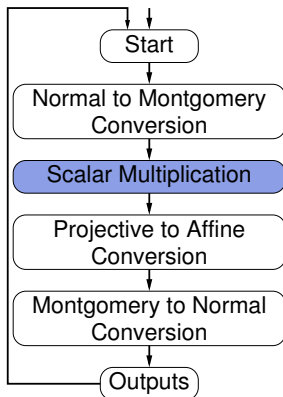 Start
Normal to Montgomery
Conversion
Scalar Multiplication
Projective to Affine
Conversion
Montgomery to Normal
Conversion
Outputs